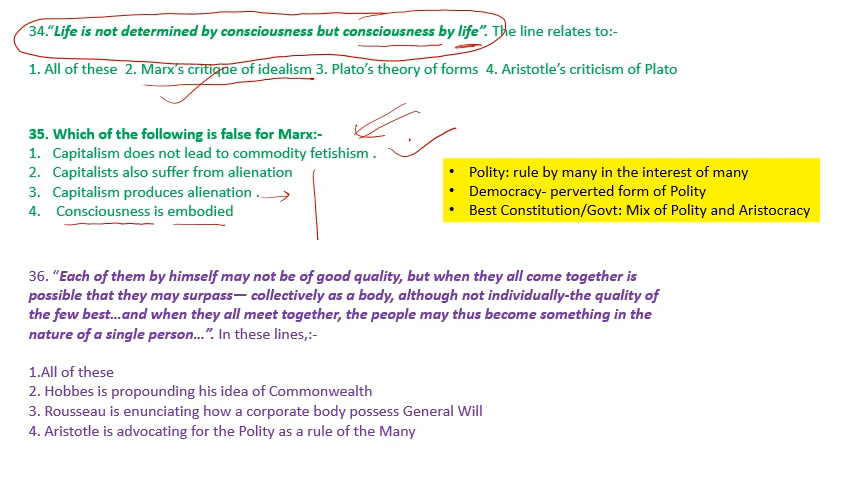 34.“Life is not determined by consciousness but consciousness by life”. The line relates to:-
1. All of these 2. Marx’s critique of idealism 3. Plato’s theory of forms 4. Aristotle’s criticism of Plato
35. Which of the following is false for Marx:-
1. Capitalism does not lead to commodity fetishism .
2. Capitalists also suffer from alienation
3. Capitalism produces alienation .
4. Consciousness is embodied
• Polity: rule by many in the interest of many
• Democracy- perverted form of Polity
• Best Constitution/Govt: Mix of Polity and Aristocracy
36. “Each of them by himself may not be of good quality, but when they all come together is
possible that they may surpass— collectively as a body, although not individually-the quality of
the few best…and when they all meet together, the people may thus become something in the
nature of a single person…”. In these lines,:-
1.All of these
2. Hobbes is propounding his idea of Commonwealth
3. Rousseau is enunciating how a corporate body possess General Will
4. Aristotle is advocating for the Polity as a rule of the Many